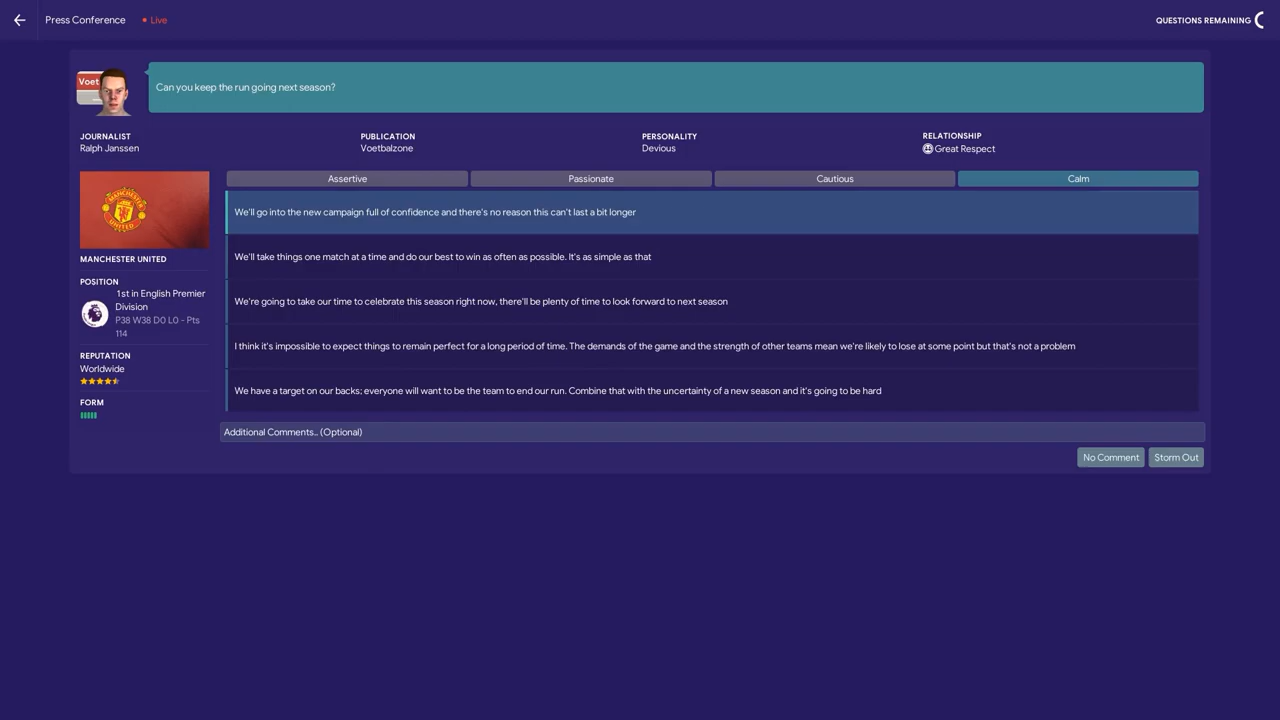 Press Conference
Live
QUESTIONS REMAINING
Voet
Can you keep the run going next season?
JOURNALIST
Ralph Janssen
PUBLICATION
Voetbalzone
PERSONALITY
Devious
RELATIONSHIP
Great Respect
MANCHESTER
UNITED
MANCHESTER UNITED
POSITION
1st in English Premier
Division
P38 W38 D0 L0 - Pts
114
REPUTATION
Worldwide
FORM
Assertive
Passionate
Cautious
Calm
We'll go into the new campaign full of confidence and there's no reason this can't last a bit longer
We'll take things one match at a time and do our best to win as often as possible. It's as simple as that
We're going to take our time to celebrate this season right now, there'll be plenty of time to look forward to next season
I think it's impossible to expect things to remain perfect for a long period of time. The demands of the game and the strength of other teams mean we're likely to lose at some point but that's not a problem
We have a target on our backs; everyone will want to be the team to end our run. Combine that with the uncertainty of a new season and it's going to be hard
Additional Comments.. (Optional)
No Comment
Storm Out